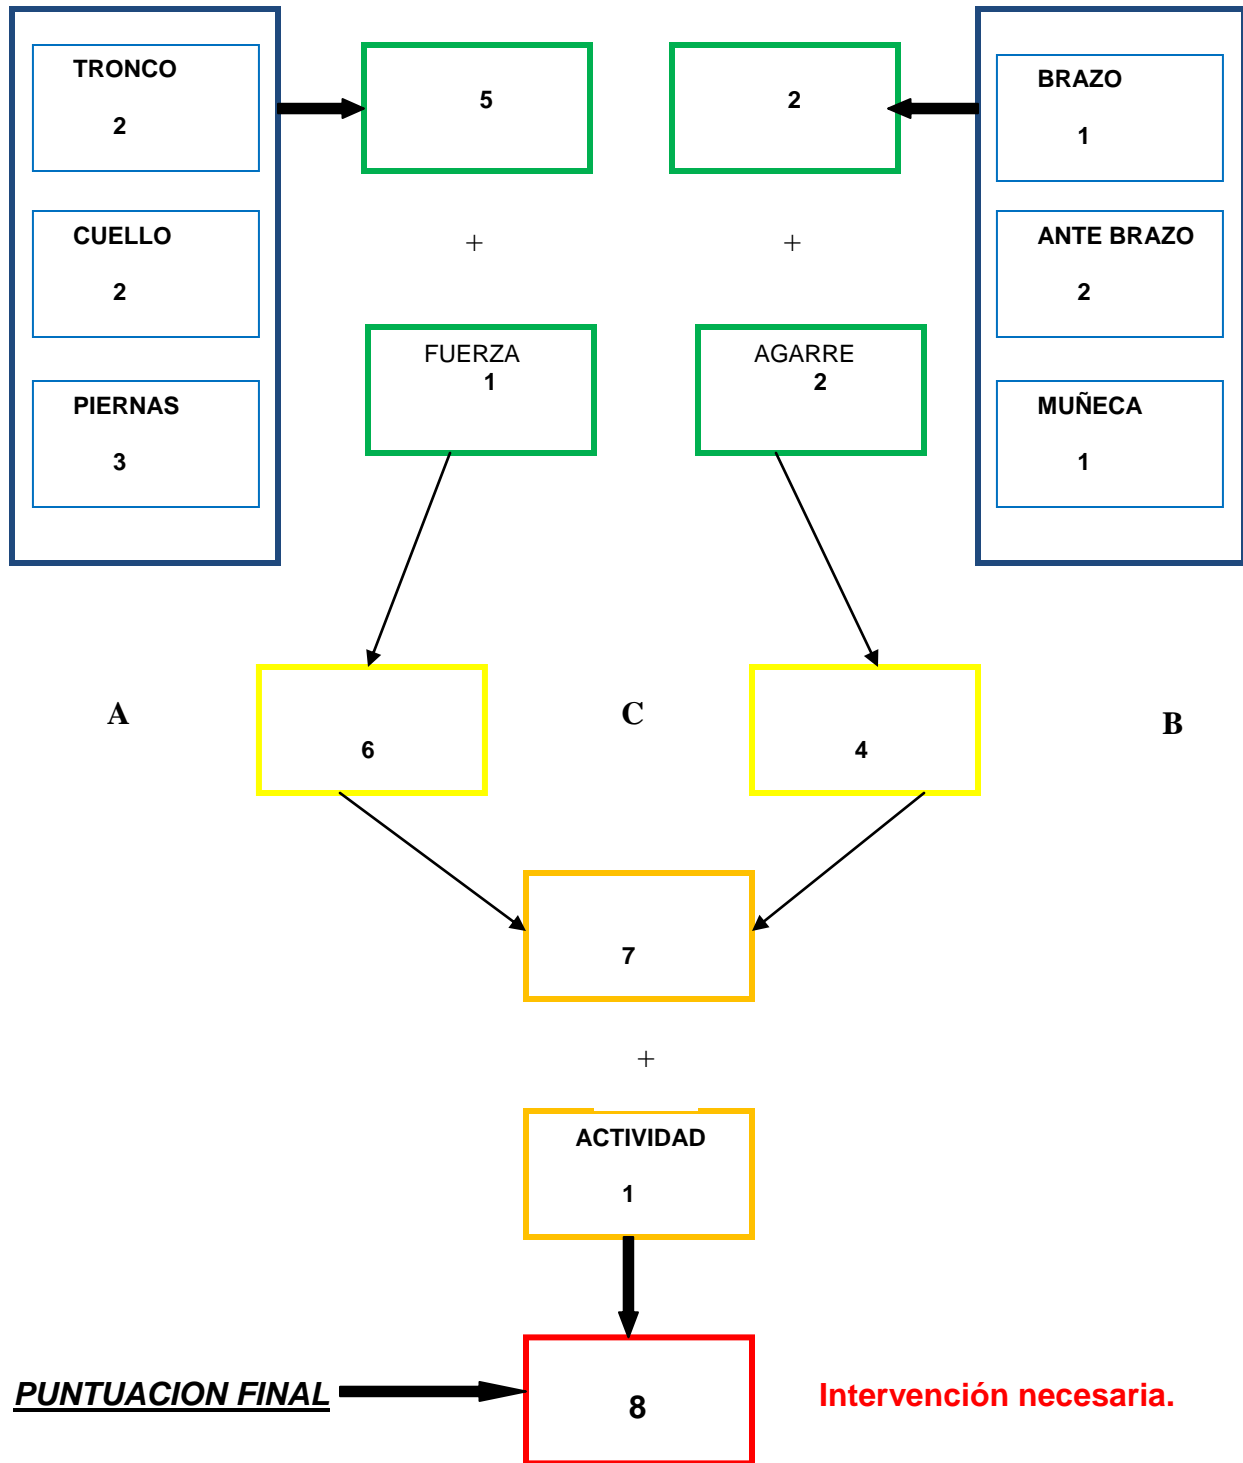 TRONCO
2
CUELLO
2
PIERNAS
3
5
+
FUERZA
1
2
+
AGARRE
2
BRAZO
1
ANTE BRAZO
2
MUÑECA
1
A
6
C
4
B
7
+
ACTIVIDAD
1
PUNTUACION FINAL
8
Intervención necesaria.